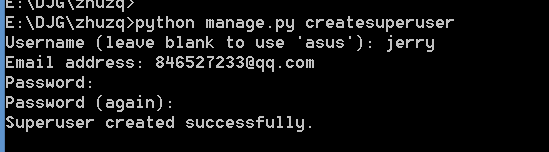 E:\DJG\zhuzq>
E:\DJG\zhuzq>python manage.py createsuperuser
Username (leave blank to use 'asus'): jerry
Email address: 846527233@qq.com
Password:
Password (again):
Superuser created successfully.